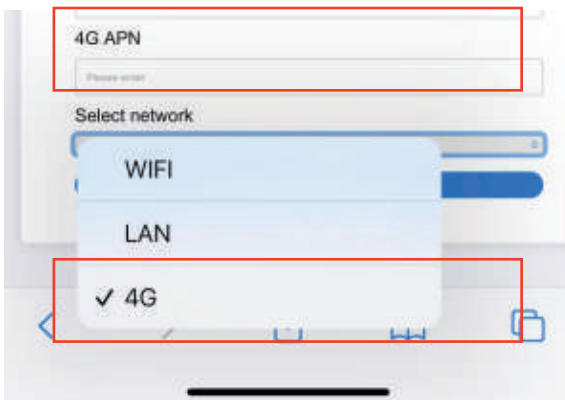 4G APN
Please enter
Select network
WIFI
LAN
✓ 4G